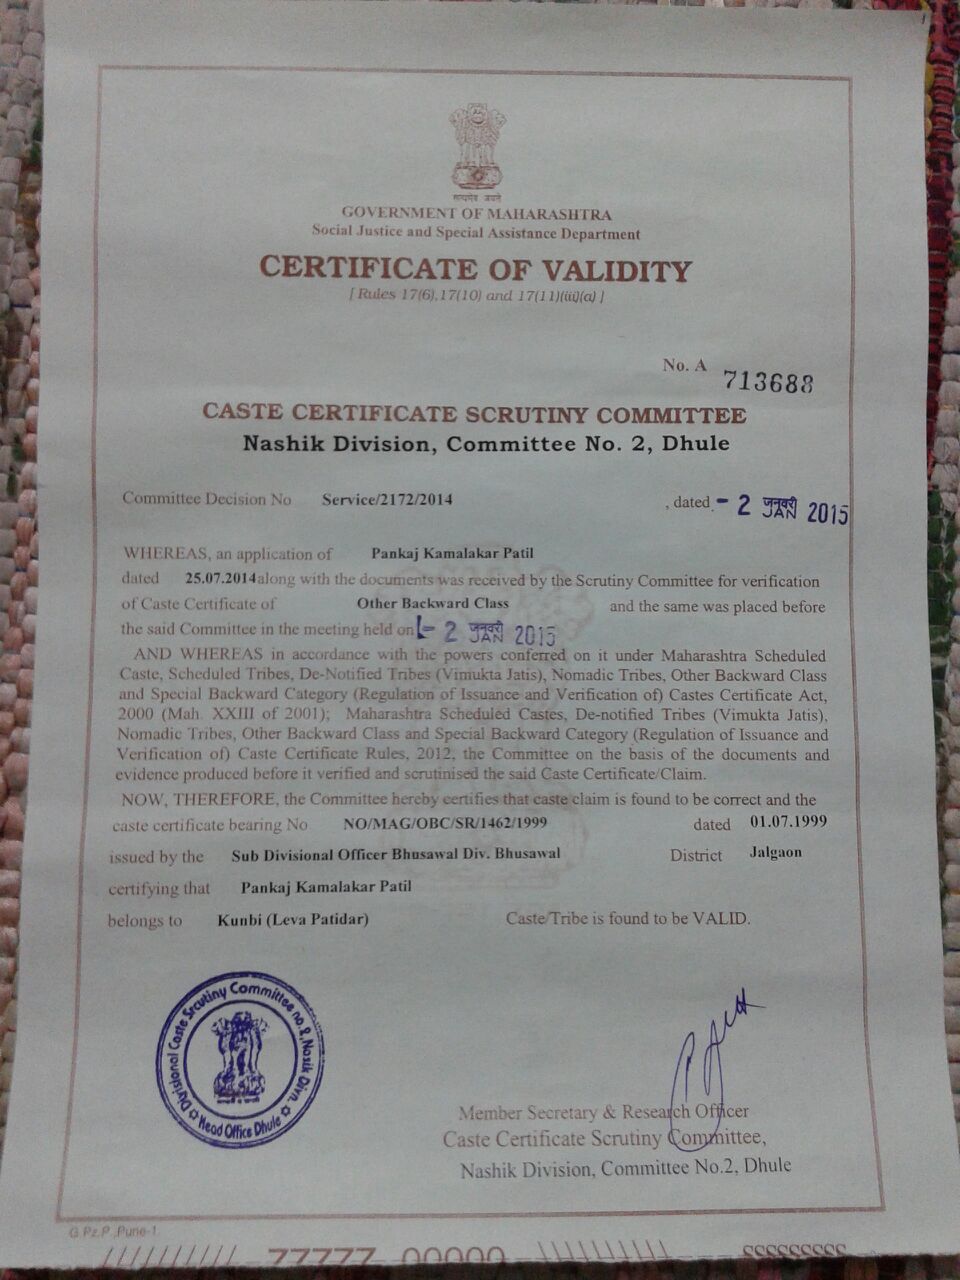 सत्यमेव जयते
GOVERNMENT OF MAHARASHTRA
Social Justice and Special Assistance Department
CERTIFICATE OF VALIDITY
[ Rules 17(6), 17(10) and 17(11)(iii)(a) ]
No. A 713688
CASTE CERTIFICATE SCRUTINY COMMITTEE
Nashik Division, Committee No. 2, Dhule
Committee Decision No Service/2172/2014 , dated - 2 जनवरी JAN 2015
WHEREAS, an application of Pankaj Kamalakar Patil
dated 25.07.2014 along with the documents was received by the Scrutiny Committee for verification
of Caste Certificate of Other Backward Class and the same was placed before
the said Committee in the meeting held on - 2 जनवरी JAN 2015
AND WHEREAS in accordance with the powers conferred on it under Maharashtra Scheduled
Caste, Scheduled Tribes, De-Notified Tribes (Vimukta Jatis), Nomadic Tribes, Other Backward Class
and Special Backward Category (Regulation of Issuance and Verification of) Castes Certificate Act,
2000 (Mah. XXIII of 2001); Maharashtra Scheduled Castes, De-notified Tribes (Vimukta Jatis),
Nomadic Tribes, Other Backward Class and Special Backward Category (Regulation of Issuance and
Verification of) Caste Certificate Rules, 2012, the Committee on the basis of the documents and
evidence produced before it verified and scrutinised the said Caste Certificate/Claim.
NOW, THEREFORE, the Committee hereby certifies that caste claim is found to be correct and the
caste certificate bearing No NO/MAG/OBC/SR/1462/1999 dated 01.07.1999
issued by the Sub Divisional Officer Bhusawal Div. Bhusawal District Jalgaon
certifying that Pankaj Kamalakar Patil
belongs to Kunbi (Leva Patidar) Caste/Tribe is found to be VALID.
Divisional Caste Scrutiny Committee no.2, Nasik Divn.
Head Office Dhule
Member Secretary & Research Officer
Caste Certificate Scrutiny Committee,
Nashik Division, Committee No.2, Dhule
G.P.z.P.,Pune-1